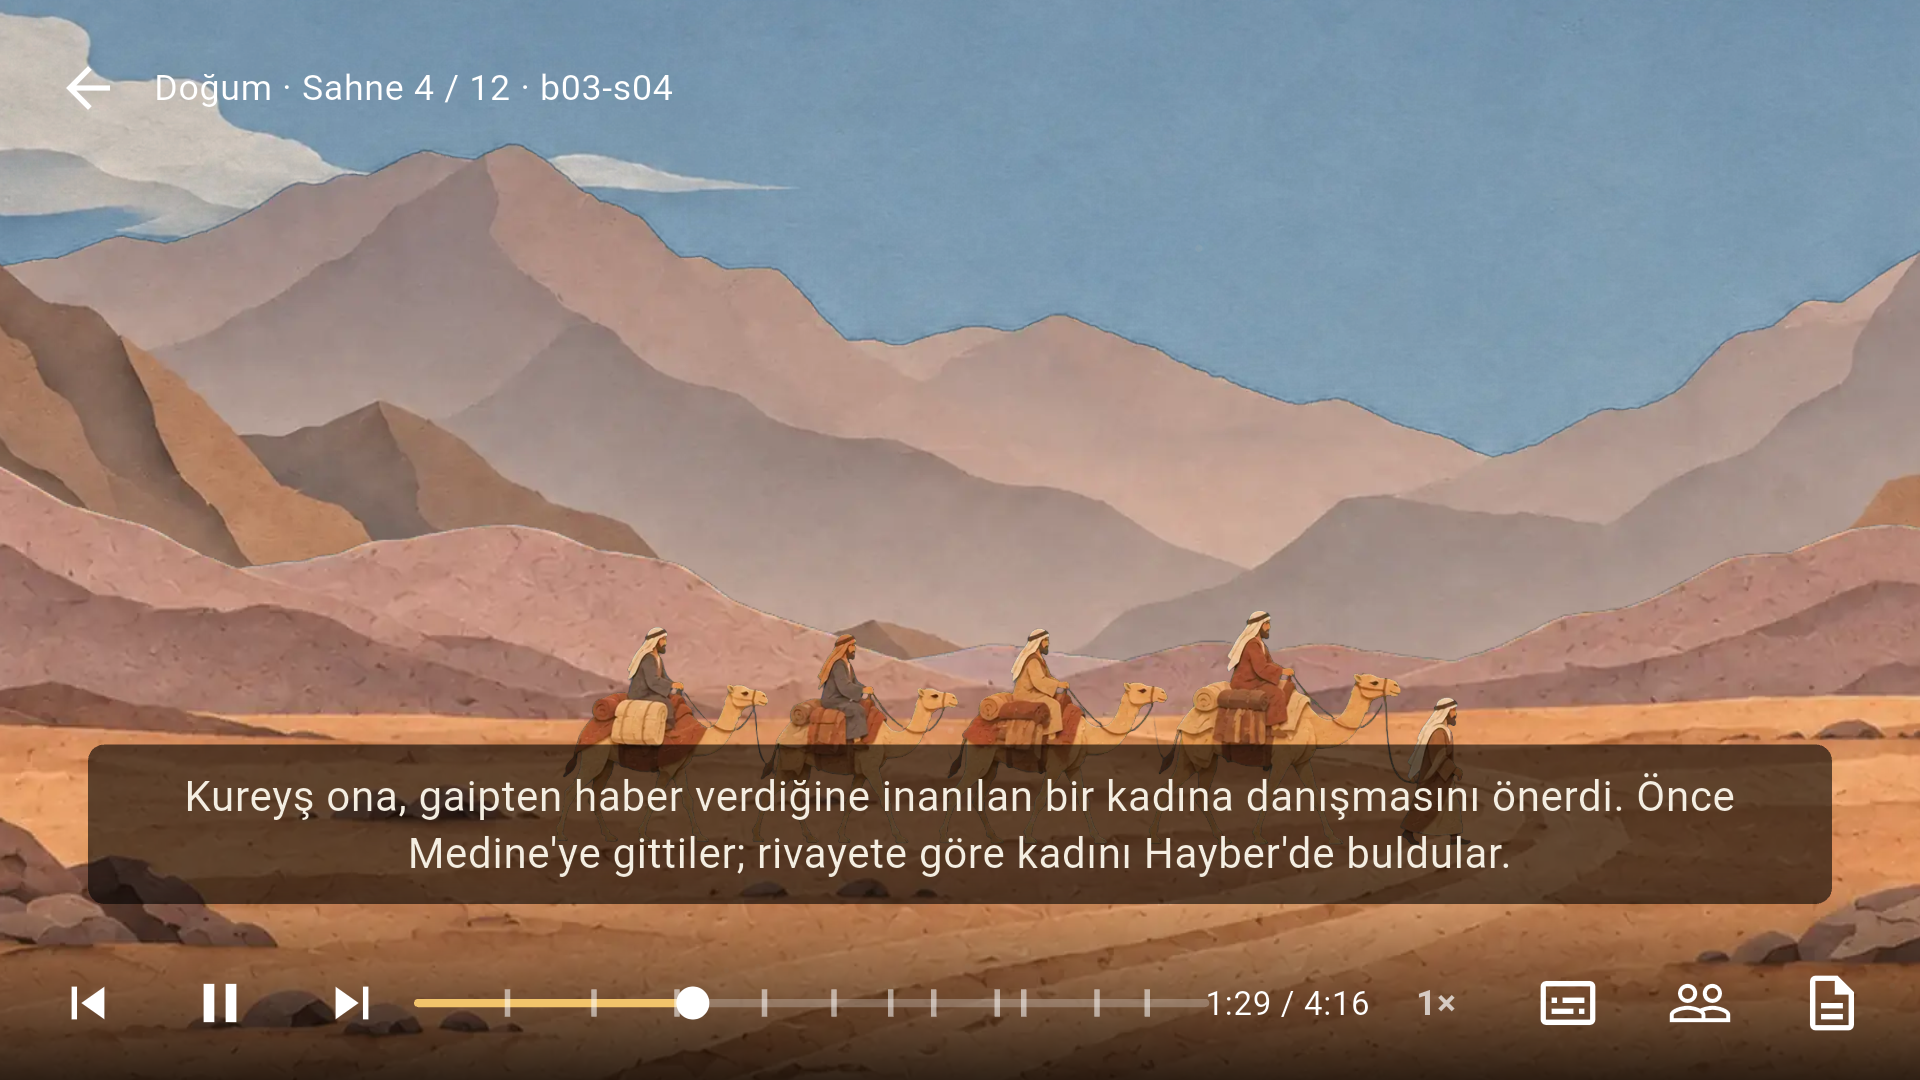 Doğum · Sahne 4 / 12 · b03-s04
Kureyş ona, gaipten haber verdiğine inanılan bir kadına danışmasını önerdi. Önce
Medine'ye gittiler; rivayete göre kadını Hayber'de buldular.
1:29 / 4:16 1×